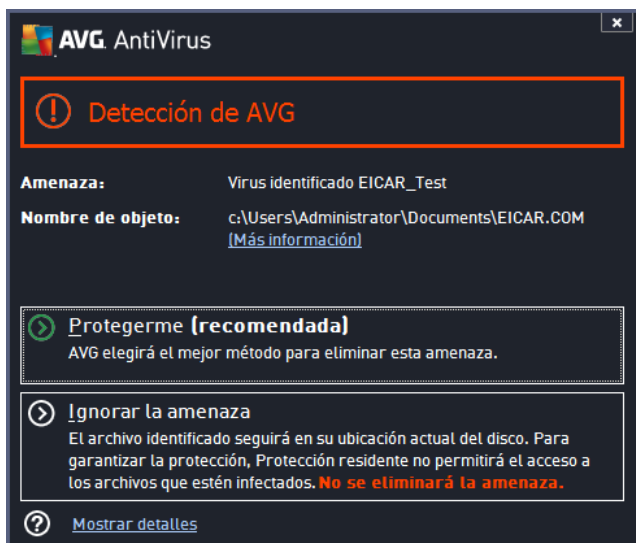 AVG. AntiVirus
Detección de AVG
Amenaza: Virus identificado EICAR_Test
Nombre de objeto: c:\Users\Administrator\Documents\EICAR.COM
(Más información)
Protegerme (recomendada)
AVG elegirá el mejor método para eliminar esta amenaza.
Ignorar la amenaza
El archivo identificado seguirá en su ubicación actual del disco. Para
garantizar la protección, Protección residente no permitirá el acceso a
los archivos que estén infectados. No se eliminará la amenaza.
Mostrar detalles